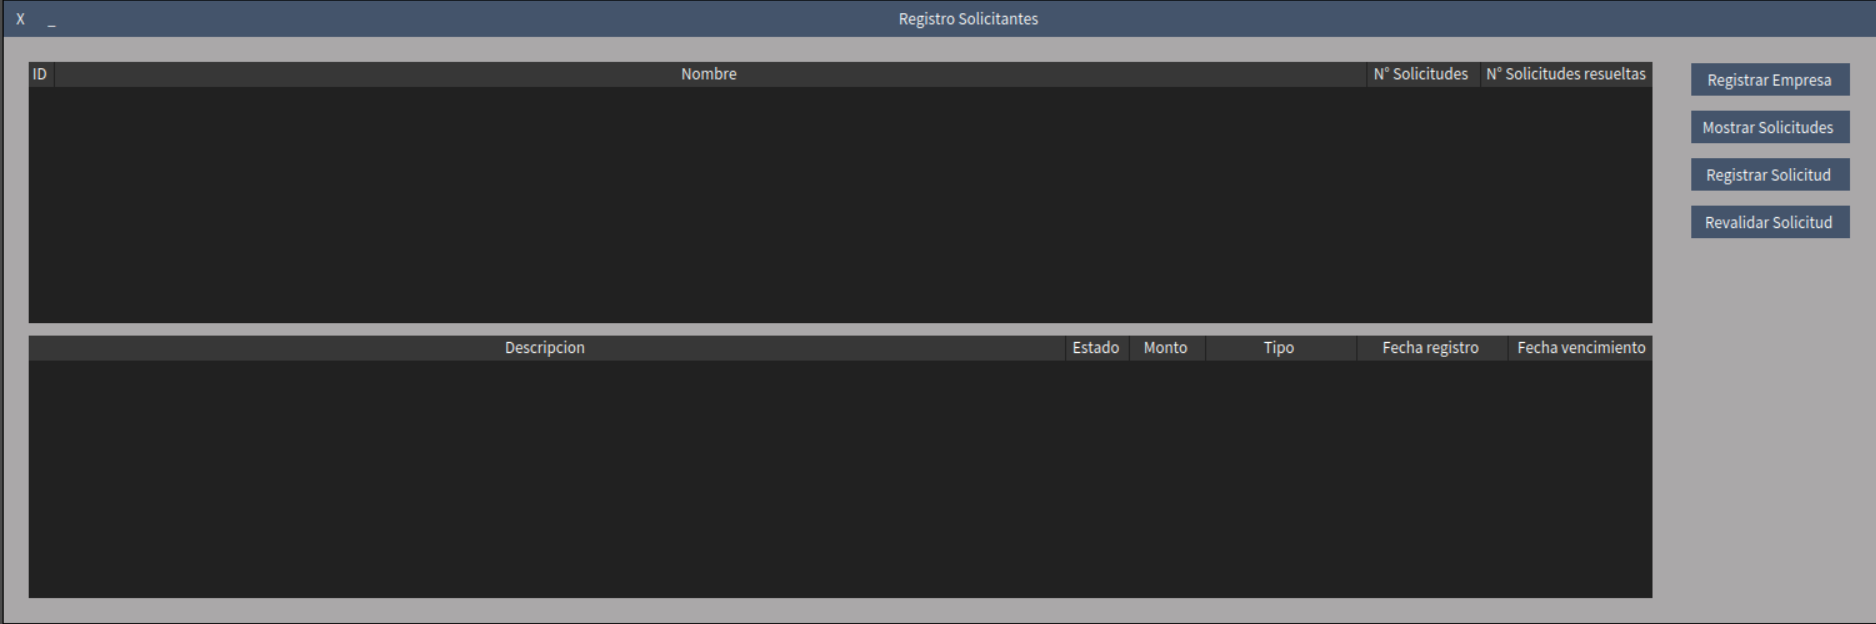 X _ Registro Solicitantes
ID Nombre N° Solicitudes N° Solicitudes resueltas
Registrar Empresa
Mostrar Solicitudes
Registrar Solicitud
Revalidar Solicitud
Descripcion Estado Monto Tipo Fecha registro Fecha vencimiento